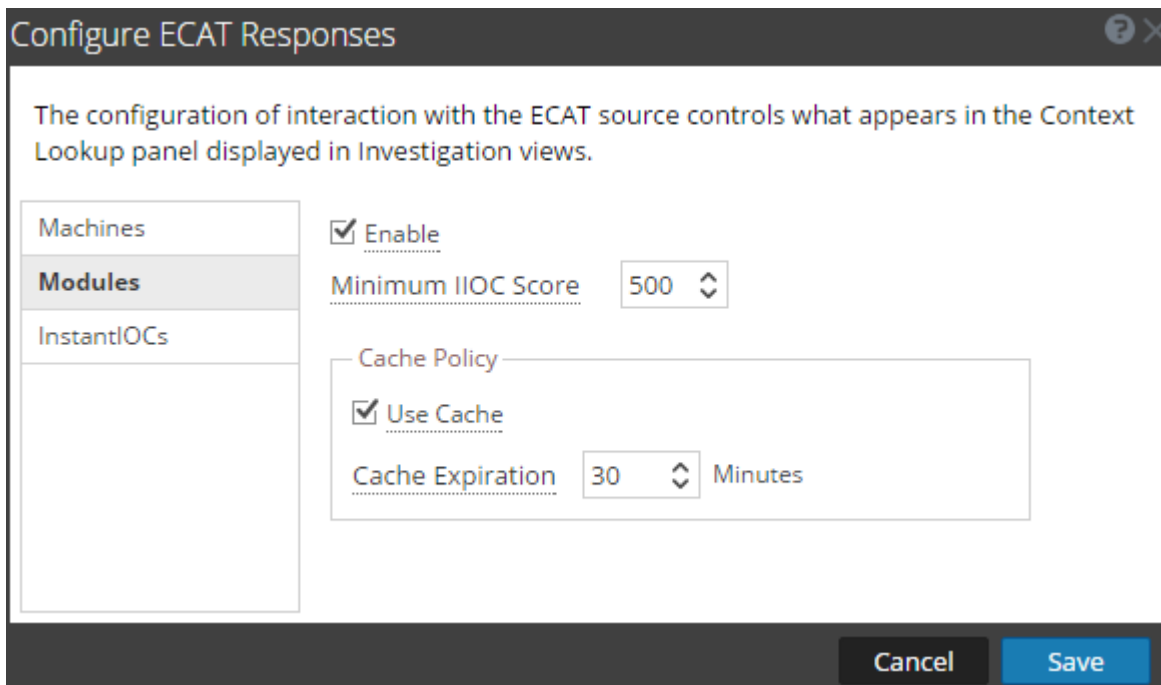 Configure ECAT Responses
The configuration of interaction with the ECAT source controls what appears in the Context
Lookup panel displayed in Investigation views.
Machines
Modules
InstantIOCs
Enable
Minimum IIOC Score 500
Cache Policy
Use Cache
Cache Expiration 30 Minutes
Cancel Save